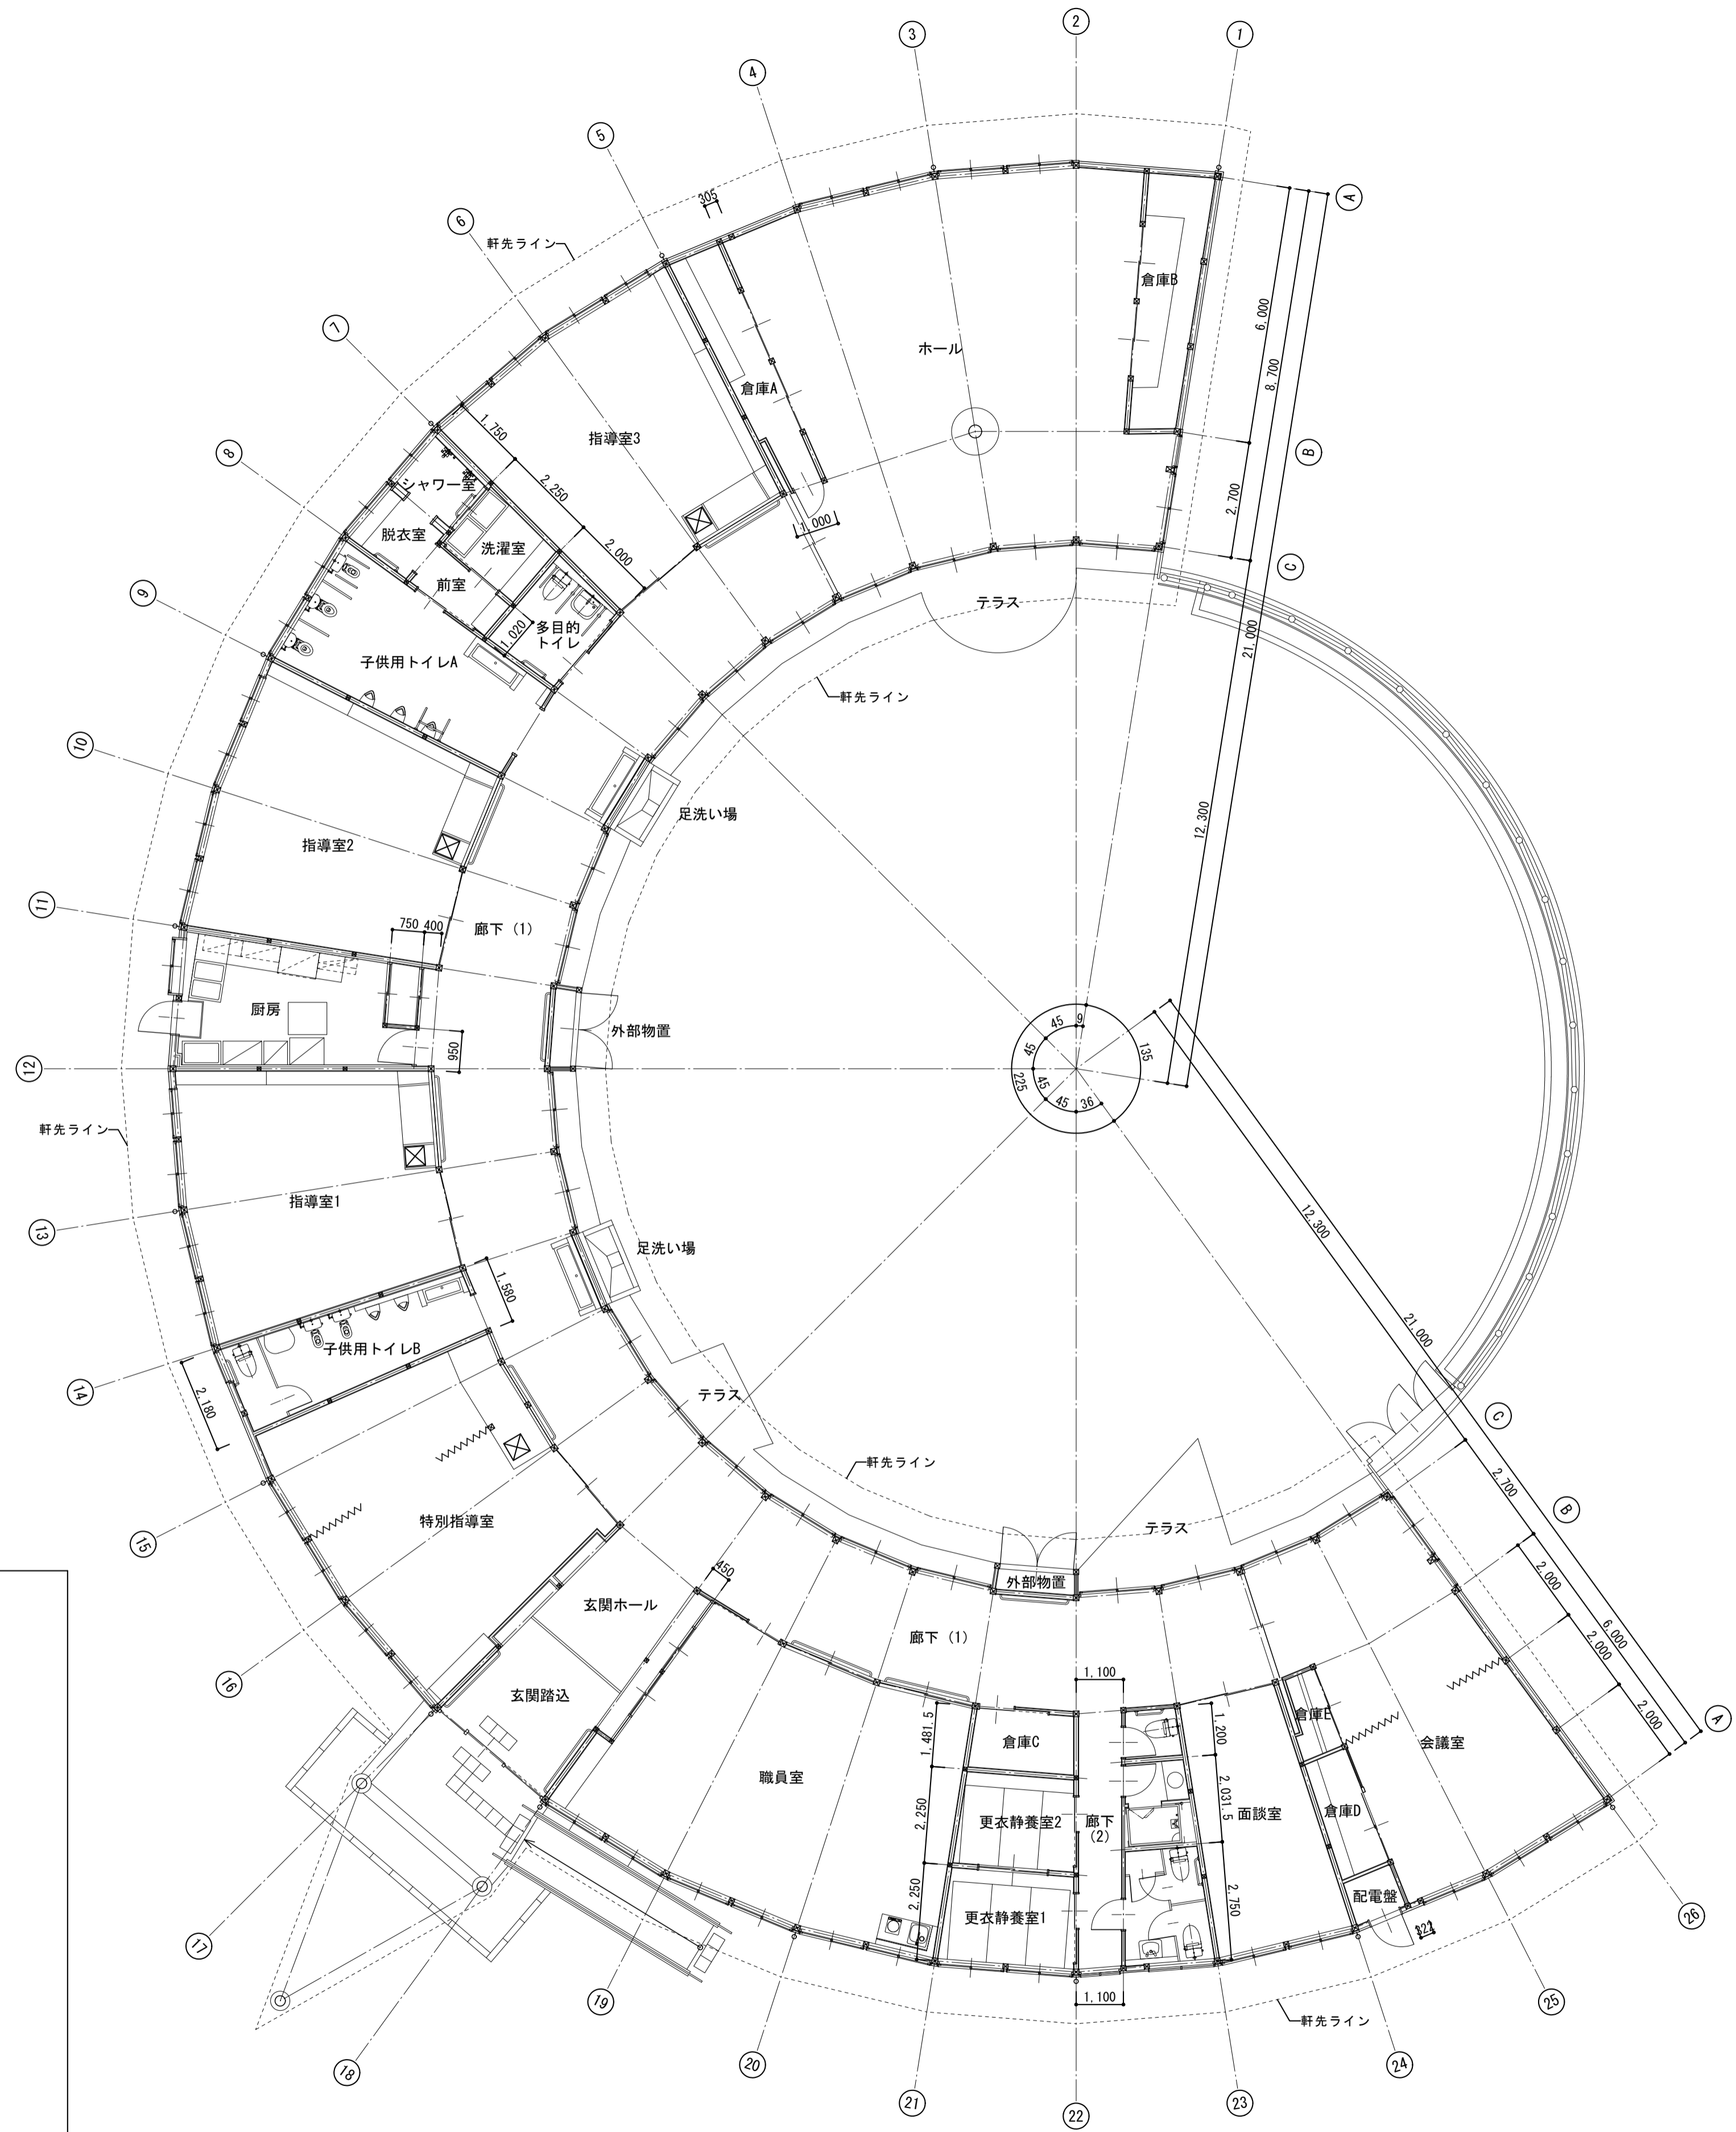 2
3
1
4
5
A
305
6
軒先ライン
倉庫B
6,000
7
ホール
8,700
倉庫A
1,750
指導室3
8
B
シャワー室
2,250
2,700
1,000
脱衣室
洗濯室
2,000
C
前室
9
テラス
1,020
多目的
トイレ
21,000
子供用トイレA
軒先ライン
10
足洗い場
12,300
指導室2
11
750
400
廊下（1）
厨房
45
9
外部物置
45
135
950
12
225
45
45
36
軒先ライン
指導室1
12,300
13
足洗い場
1,580
21,000
子供用トイレB
14
2,180
テラス
C
軒先ライン
2,700
B
特別指導室
テラス
15
450
2,000
外部物置
玄関ホール
廊下（1）
2,000
6,000
1,100
16
玄関踏込
2,000
A
1,481.5
倉庫C
1,200
倉庫E
会議室
職員室
2,250
更衣静養室2
廊下
（2）
2,031.5
面談室
倉庫D
2,250
更衣静養室1
2,750
配電盤
26
17
19
1,100
25
軒先ライン
18
20
24
21
22
23